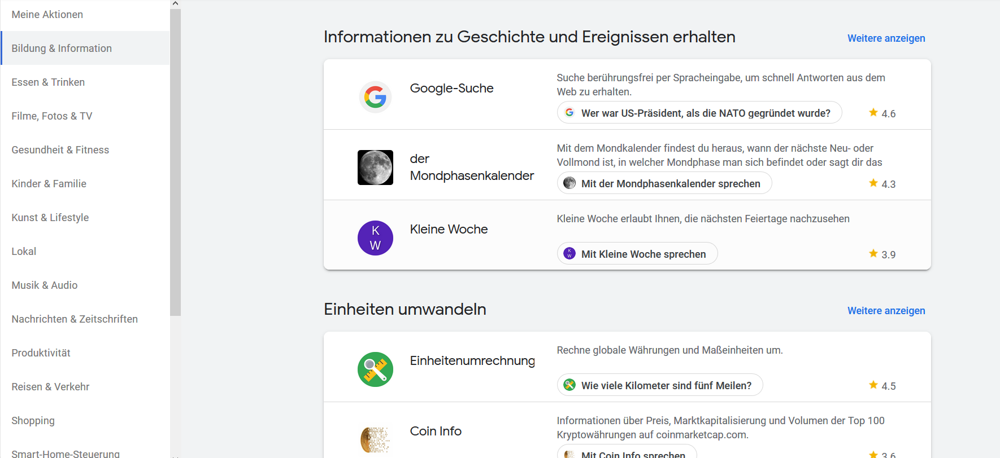 Meine Aktionen
Bildung & Information
Essen & Trinken
Filme, Fotos & TV
Gesundheit & Fitness
Kinder & Familie
Kunst & Lifestyle
Lokal
Musik & Audio
Nachrichten & Zeitschriften
Produktivität
Reisen & Verkehr
Shopping
Smart-Home-Steuerung
Informationen zu Geschichte und Ereignissen erhalten
Weitere anzeigen
Google-Suche
Suche berührungsfrei per Spracheingabe, um schnell Antworten aus dem
Web zu erhalten.
Wer war US-Präsident, als die NATO gegründet wurde?
4.6
der
Mondphasenkalender
Mit dem Mondkalender findest du heraus, wann der nächste Neu- oder
Vollmond ist, in welcher Mondphase man sich befindet oder sagt dir das
Mit der Mondphasenkalender sprechen
4.3
K
W
Kleine Woche
Kleine Woche erlaubt Ihnen, die nächsten Feiertage nachzusehen
K
W
Mit Kleine Woche sprechen
3.9
Einheiten umwandeln
Weitere anzeigen
Einheitenumrechnung
Rechne globale Währungen und Maßeinheiten um.
Wie viele Kilometer sind fünf Meilen?
4.5
Coin Info
Informationen über Preis, Marktkapitalisierung und Volumen der Top 100
Kryptowährungen auf coinmarketcap.com.
Mit Coin Info sprechen
3.6